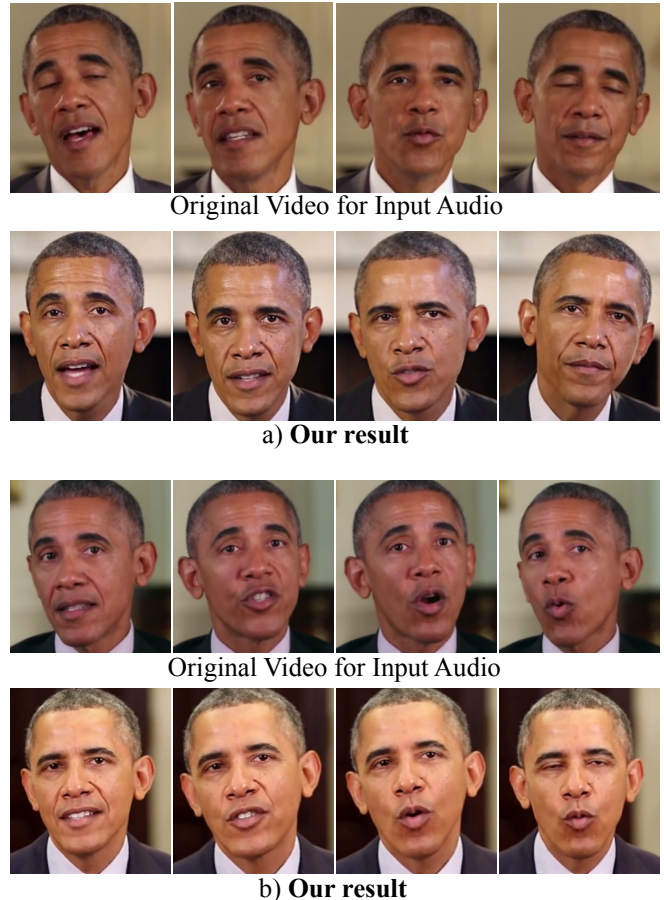 Original Video for Input Audio
a) Our result
Original Video for Input Audio
b) Our result